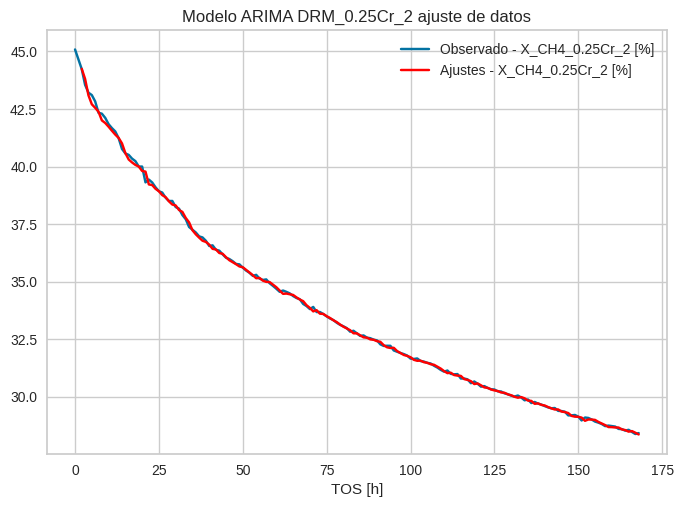 Modelo ARIMA DRM_0.25Cr_2 ajuste de datos
Observado - X_CH4_0.25Cr_2 [%]
Ajustes - X_CH4_0.25Cr_2 [%]
45.0
42.5
40.0
37.5
35.0
32.5
30.0
0 25 50 75 100 125 150 175
TOS [h]